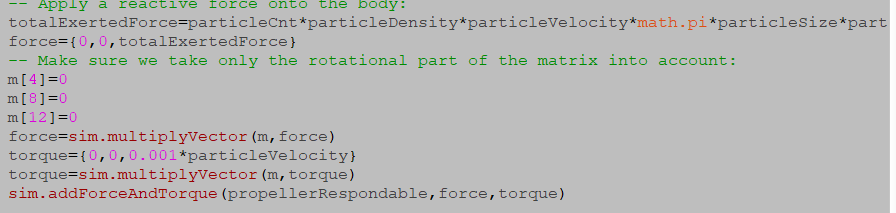 -- Apply a reactive force onto the body:
totalExertedForce=particleCnt*particleDensity*particleVelocity*math.pi*particleSize*part
force={0,0,totalExertedForce}
-- Make sure we take only the rotational part of the matrix into account:
m[4]=0
m[8]=0
m[12]=0
force=sim.multiplyVector(m,force)
torque={0,0,0.001*particleVelocity}
torque=sim.multiplyVector(m,torque)
sim.addForceAndTorque(propellerRespondable,force,torque)